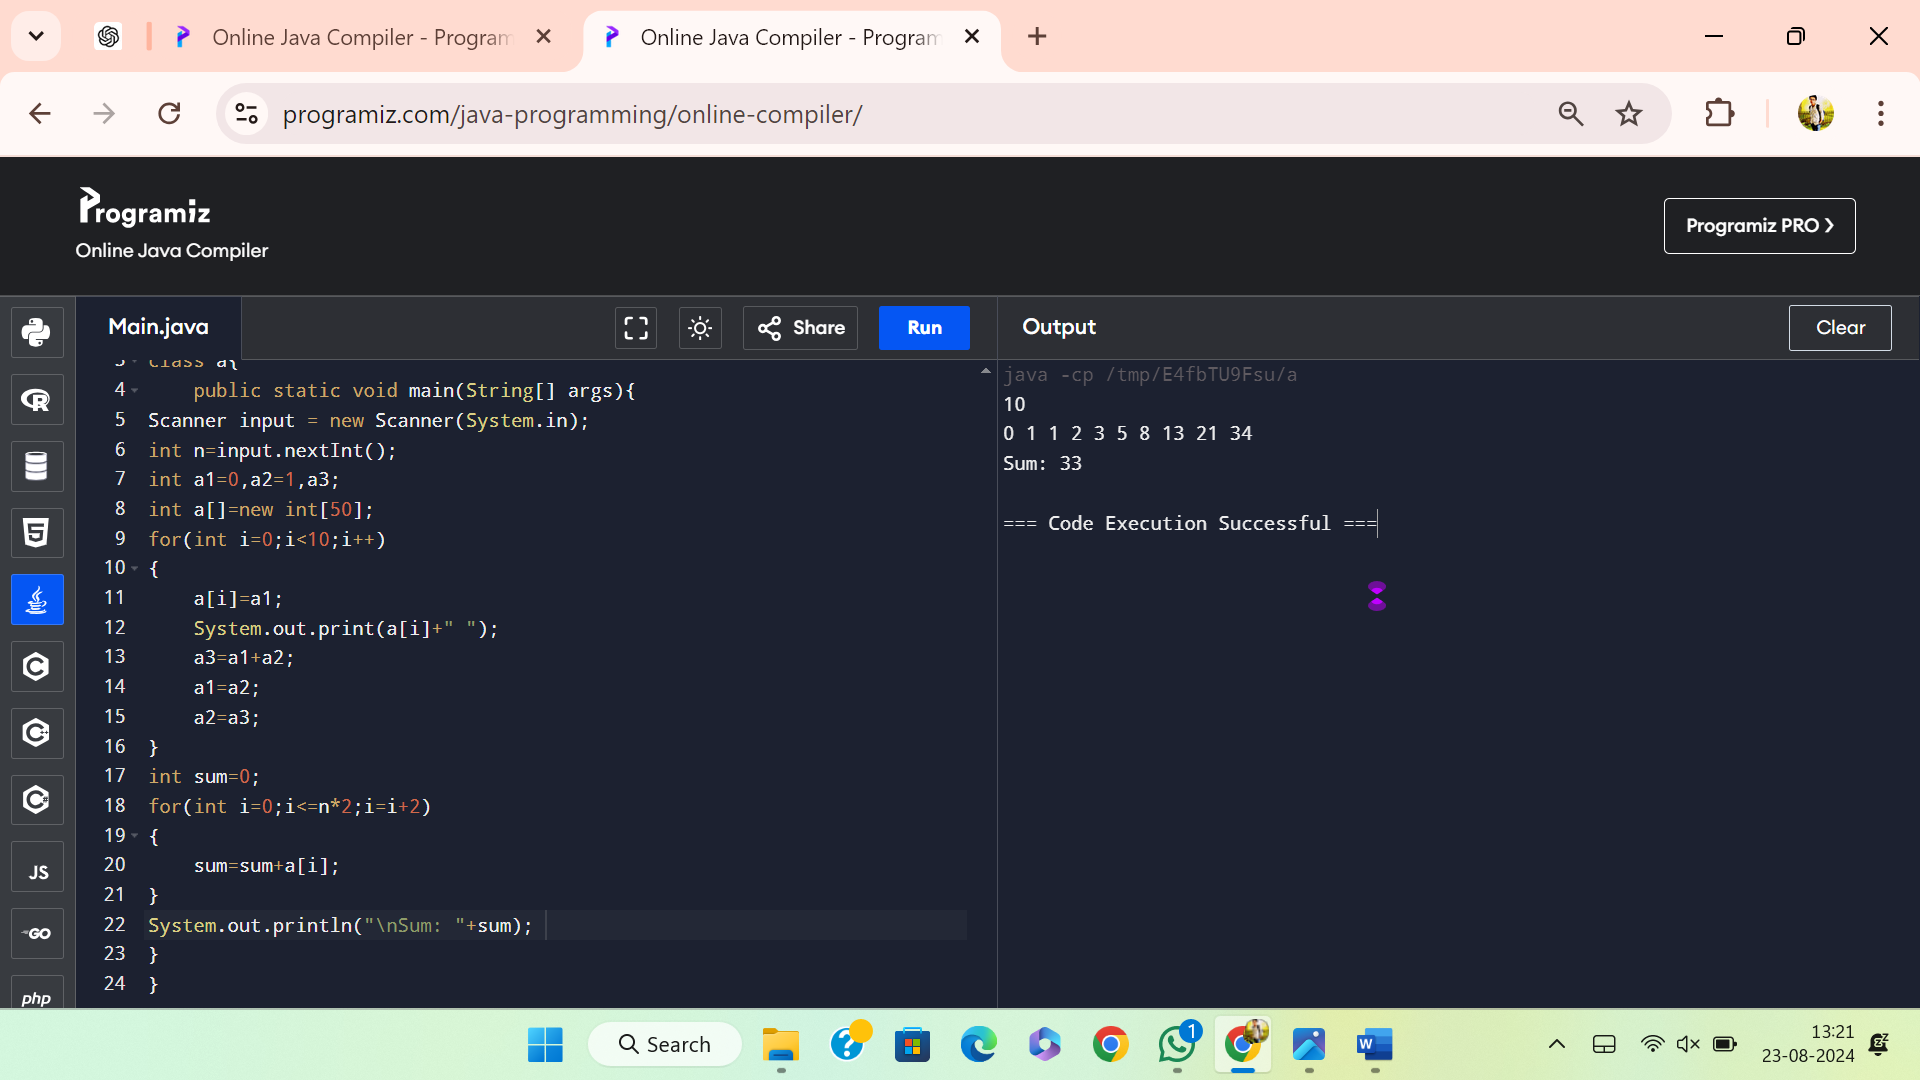 Online Java Compiler - Program
Online Java Compiler - Program
programiz.com/java-programming/online-compiler/
Programiz
Online Java Compiler
Programiz PRO ❯
Main.java
Share
Run
Output
Clear
3 class a{
4 public static void main(String[] args){
5 Scanner input = new Scanner(System.in);
6 int n=input.nextInt();
7 int a1=0,a2=1,a3;
8 int a[]=new int[50];
9 for(int i=0;i<10;i++)
10 {
11 a[i]=a1;
12 System.out.print(a[i]+" ");
13 a3=a1+a2;
14 a1=a2;
15 a2=a3;
16 }
17 int sum=0;
18 for(int i=0;i<=n*2;i=i+2)
19 {
20 sum=sum+a[i];
21 }
22 System.out.println("\nSum: "+sum);
23 }
24 }
java -cp /tmp/E4fbTU9Fsu/a
10
0 1 1 2 3 5 8 13 21 34
Sum: 33
=== Code Execution Successful ===
R
5
C
C
C
JS
GO
php
Search
1
W
13:21
23-08-2024